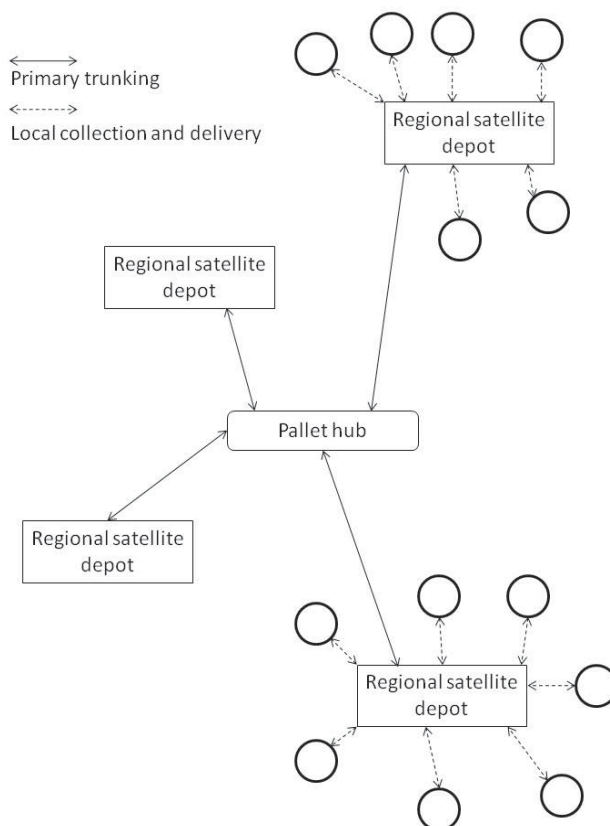 Primary trunking
Local collection and delivery
Regional satellite
depot
Regional satellite
depot
Pallet hub
Regional satellite
depot
Regional satellite
depot